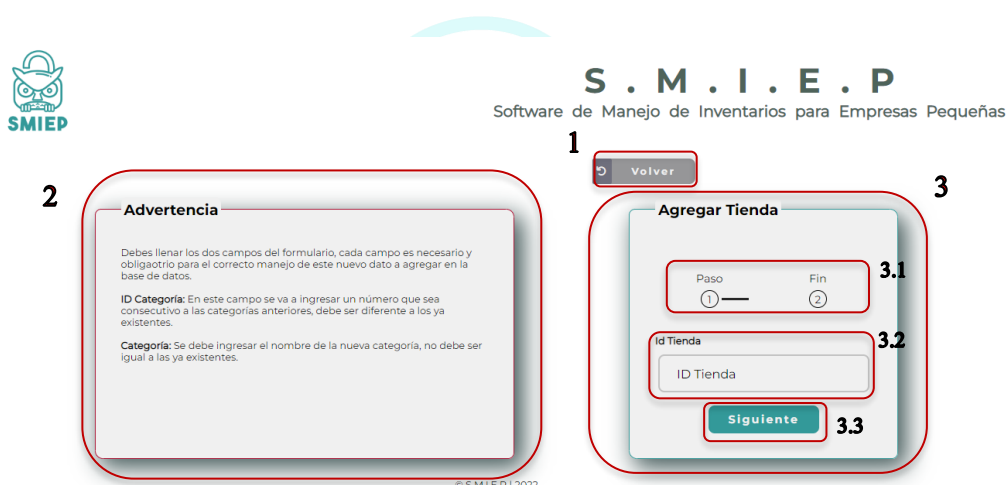 SMIEP
S . M . I . E . P
Software de Manejo de Inventarios para Empresas Pequeñas
1
Volver
2
Advertencia
Debes llenar los dos campos del formulario, cada campo es necesario y
obligaotrio para el correcto manejo de este nuevo dato a agregar en la
base de datos.
ID Categoría: En este campo se va a ingresar un número que sea
consecutivo a las categorías anteriores, debe ser diferente a los ya
existentes.
Categoría: Se debe ingresar el nombre de la nueva categoría, no debe ser
igual a las ya existentes.
3
Agregar Tienda
3.1
Paso Fin
1 2
3.2
Id Tienda
ID Tienda
Siguiente
3.3
© S.M.I.E.P | 2022